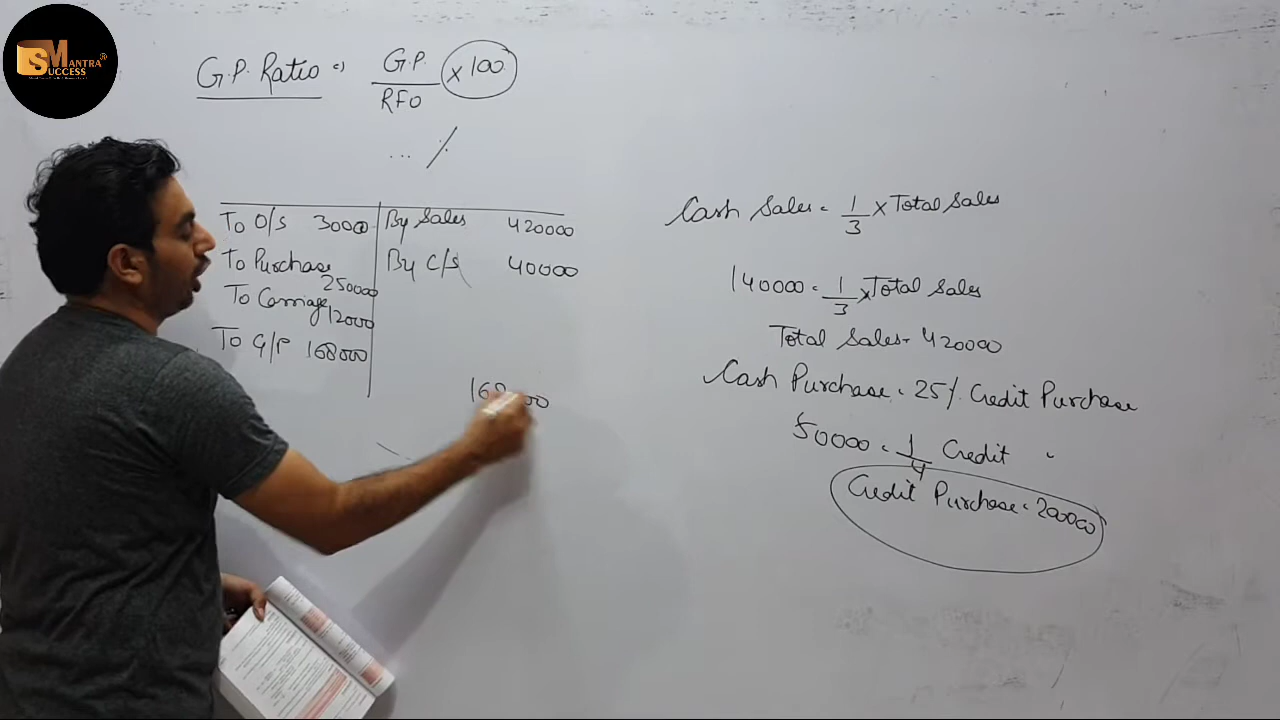 SMANTRA®
SUCCESS
G.P. Ratio = G.P. × 100
RFO
... %
To O/S 30000 By Sales 420000
To Purchase 250000 By C/S 40000
To Carriage 12000
To G/P 168000
168000
Cash Sales = 1/3 × Total Sales
140000 = 1/3 × Total Sales
Total Sales = 420000
Cash Purchase = 25% Credit Purchase
50000 = 1/4 Credit "
Credit Purchase = 200000